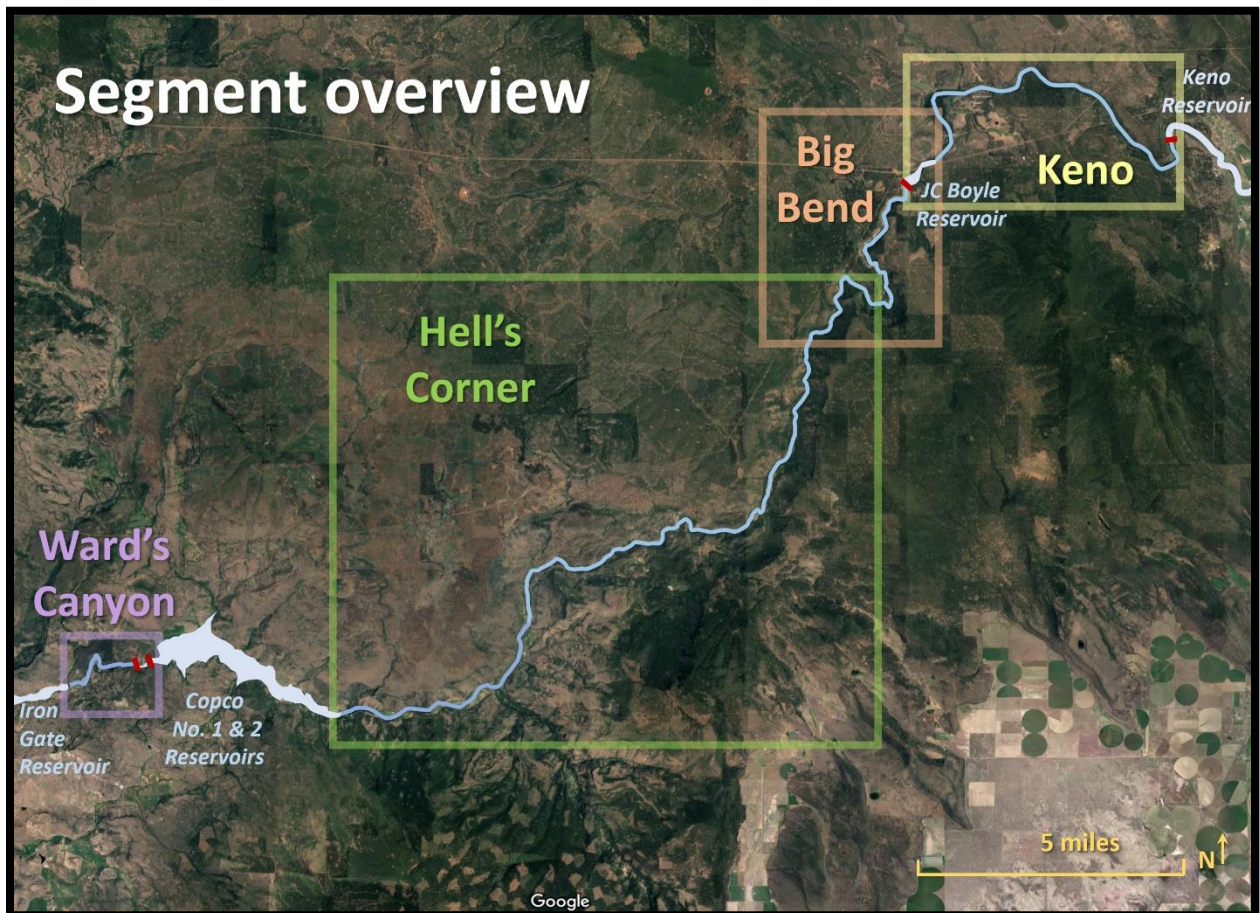 Segment overview
Keno
Reservoir
Big
Bend
Keno
JC Boyle
Reservoir
Hell's
Corner
Ward's
Canyon
Iron
Gate
Reservoir
Copco
No. 1 & 2
Reservoirs
5 miles
N
Google